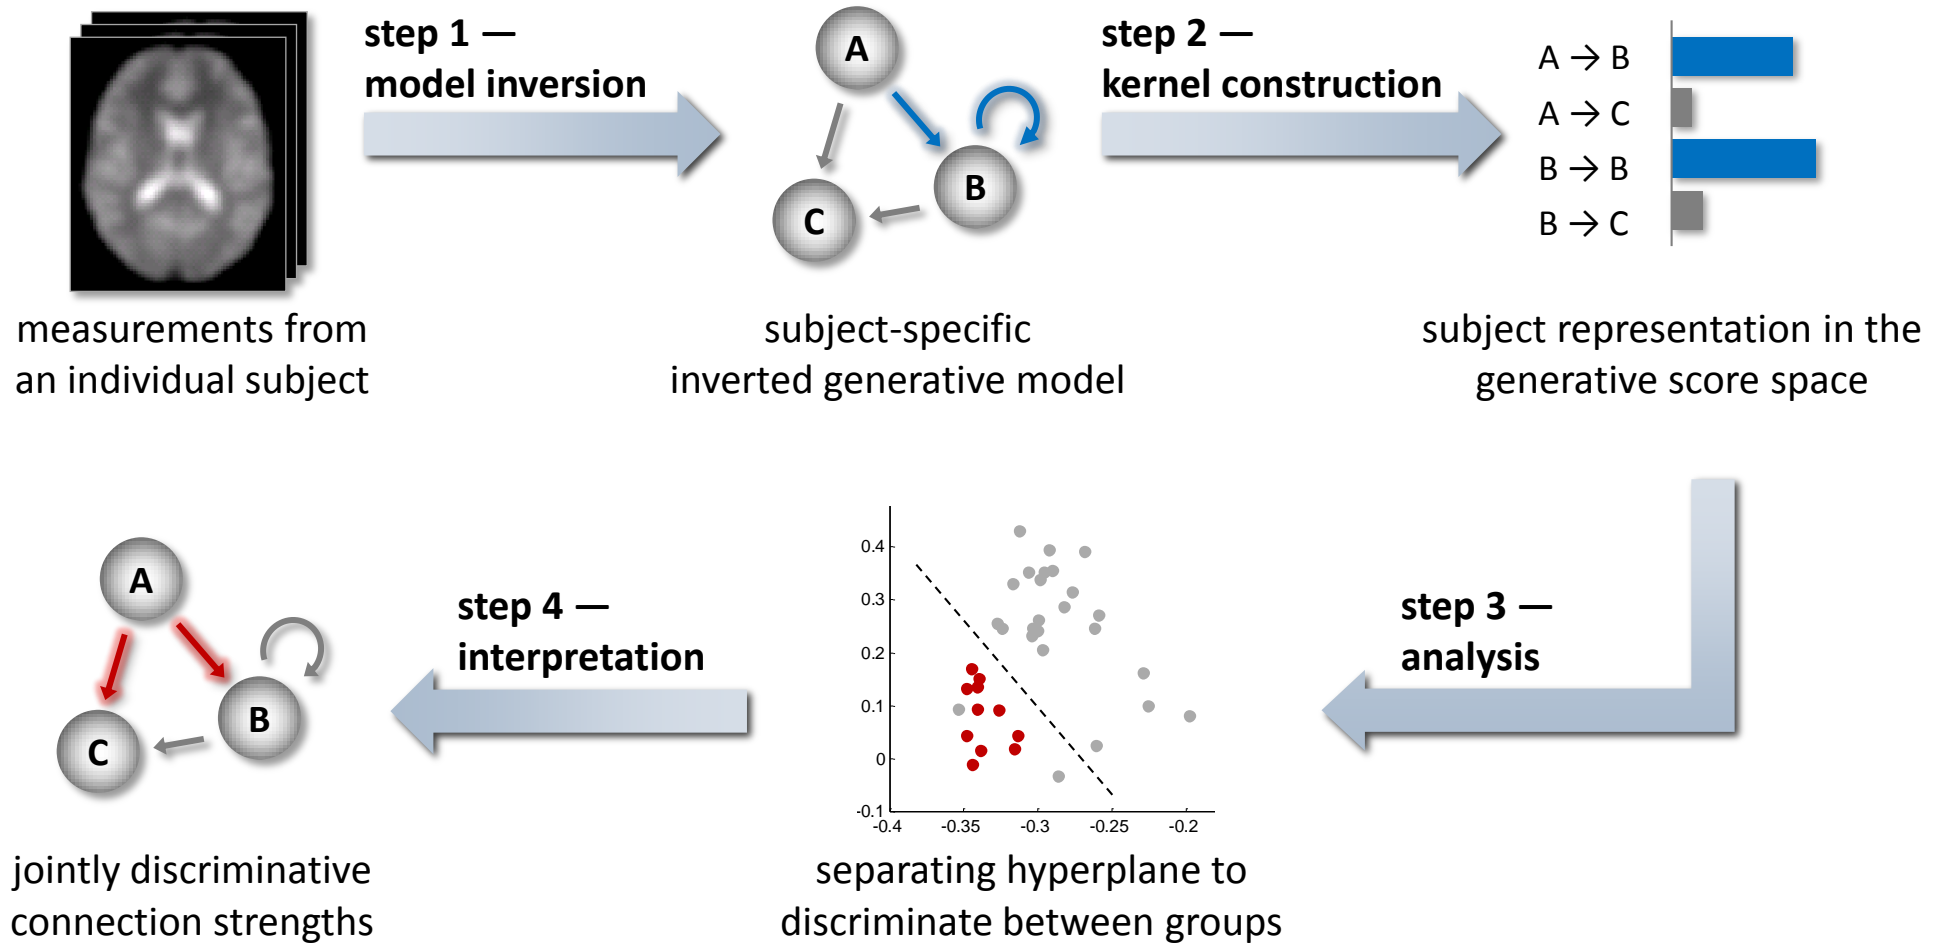 step 1 —
model inversion
A
B
C
step 2 —
kernel construction
A → B
A → C
B → B
B → C
measurements from
an individual subject
subject-specific
inverted generative model
subject representation in the
generative score space
step 3 —
analysis
0.4
0.3
0.2
0.1
0
-0.1
-0.4 -0.35 -0.3 -0.25 -0.2
separating hyperplane to
discriminate between groups
step 4 —
interpretation
A
B
C
jointly discriminative
connection strengths